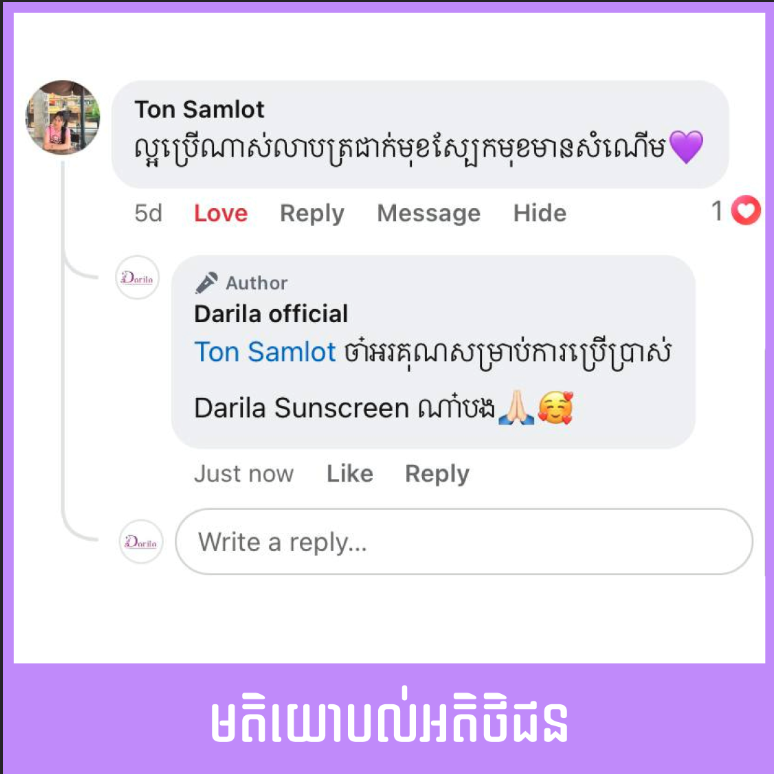 Ton Samlot
ល្អប្រើណាស់លាបត្រជាក់មុខស្បែកមុខមានសំណើម💜
5d Love Reply Message Hide 1
Darila
Author
Darila official
Ton Samlot ចា៎អរគុណសម្រាប់ការប្រើប្រាស់
Darila Sunscreen ណា៎បង🙏🏻🥰
Just now Like Reply
Darila
Write a reply...
មតិយោបល់អតិថិជន